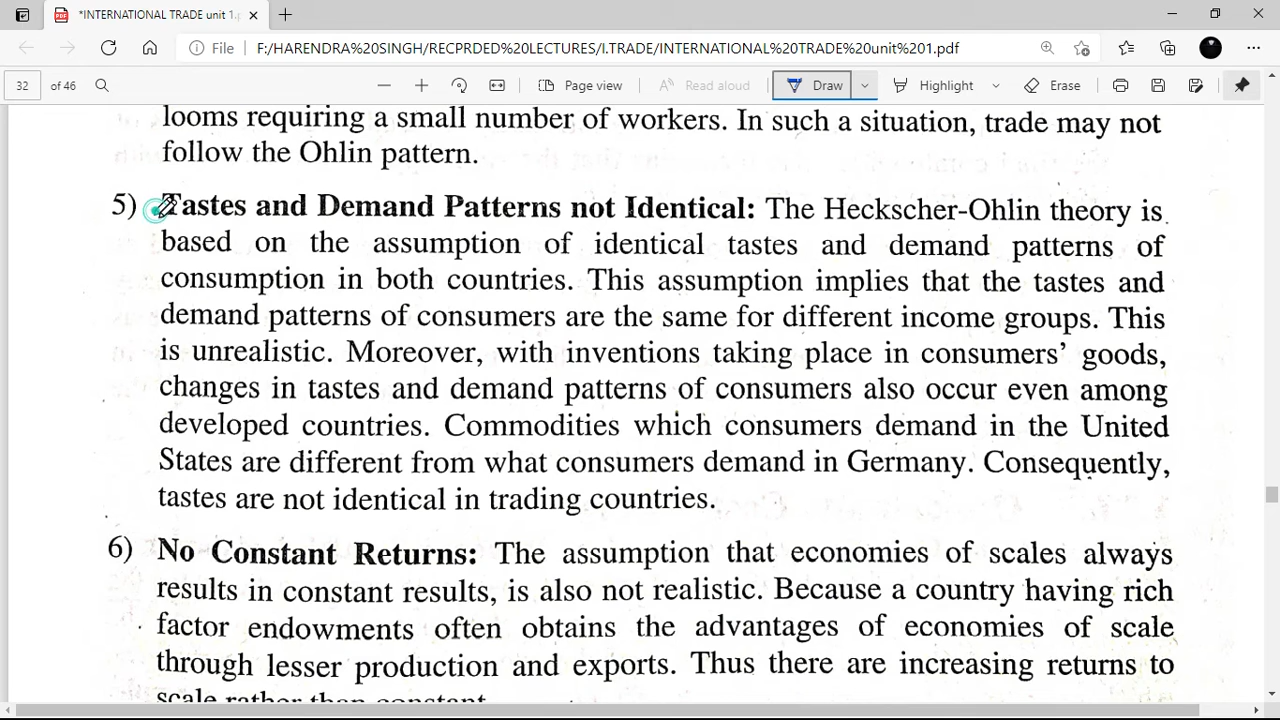 *INTERNATIONAL TRADE unit 1.p
File F:/HARENDRA%20SINGH/RECPRDED%20LECTURES/I.TRADE/INTERNATIONAL%20TRADE%20unit%201.pdf
32 of 46 Page view Read aloud Draw Highlight Erase
looms requiring a small number of workers. In such a situation, trade may not
follow the Ohlin pattern.
5) Tastes and Demand Patterns not Identical: The Heckscher-Ohlin theory is
based on the assumption of identical tastes and demand patterns of
consumption in both countries. This assumption implies that the tastes and
demand patterns of consumers are the same for different income groups. This
is unrealistic. Moreover, with inventions taking place in consumers' goods,
changes in tastes and demand patterns of consumers also occur even among
developed countries. Commodities which consumers demand in the United
States are different from what consumers demand in Germany. Consequently,
tastes are not identical in trading countries.
6) No Constant Returns: The assumption that economies of scales always
results in constant results, is also not realistic. Because a country having rich
factor endowments often obtains the advantages of economies of scale
through lesser production and exports. Thus there are increasing returns to
scale rather than constant.